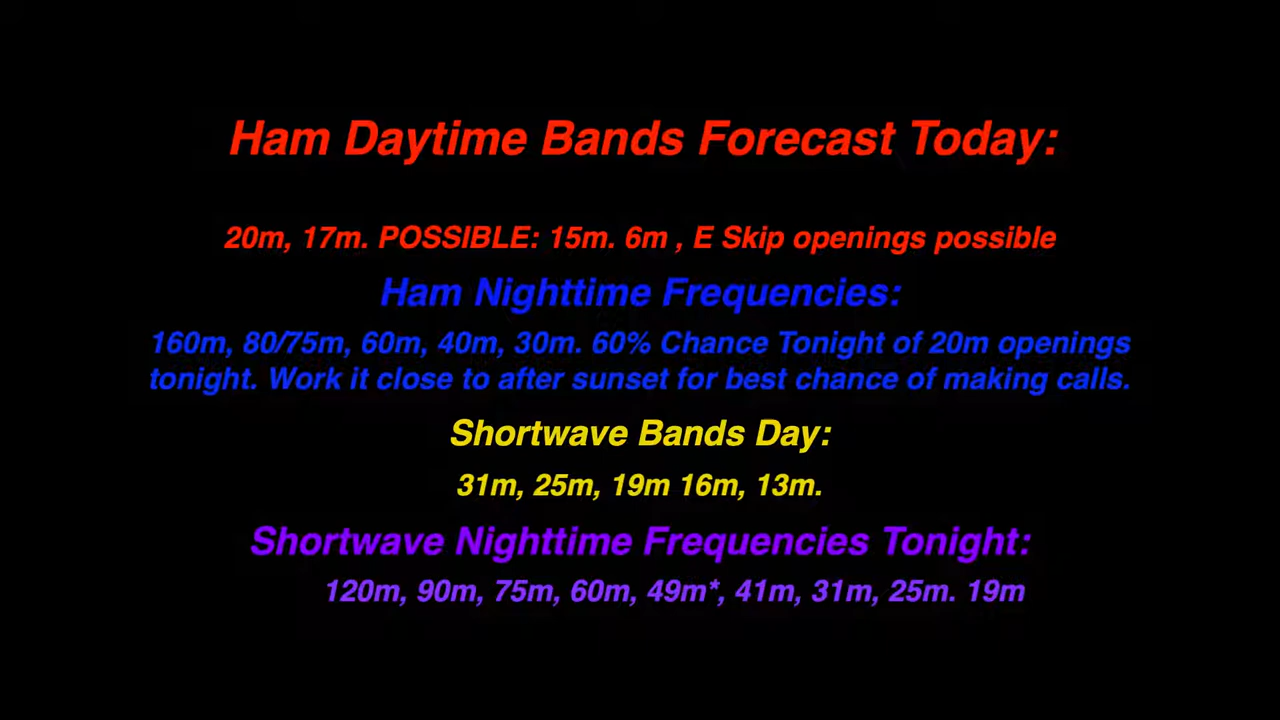 Ham Daytime Bands Forecast Today:
20m, 17m. POSSIBLE: 15m. 6m , E Skip openings possible
Ham Nighttime Frequencies:
160m, 80/75m, 60m, 40m, 30m. 60% Chance Tonight of 20m openings
tonight. Work it close to after sunset for best chance of making calls.
Shortwave Bands Day:
31m, 25m, 19m 16m, 13m.
Shortwave Nighttime Frequencies Tonight:
120m, 90m, 75m, 60m, 49m*, 41m, 31m, 25m. 19m